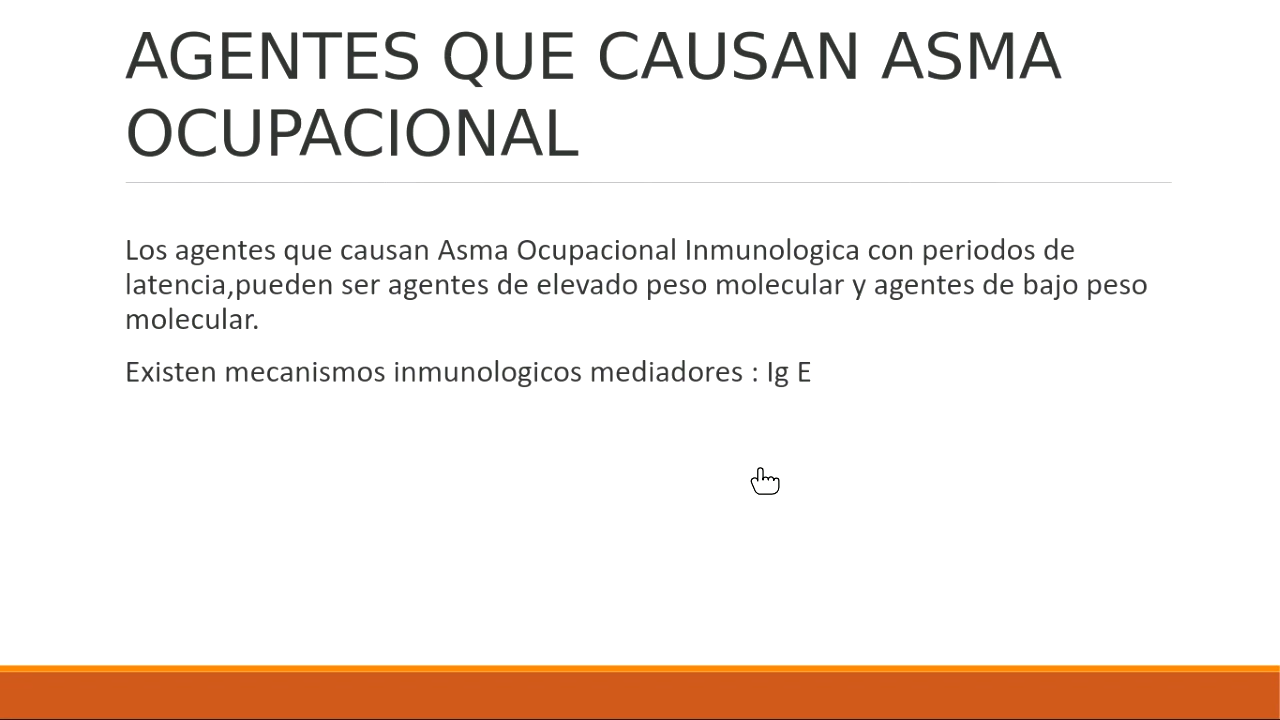 AGENTES QUE CAUSAN ASMA
OCUPACIONAL
Los agentes que causan Asma Ocupacional Inmunologica con periodos de
latencia,pueden ser agentes de elevado peso molecular y agentes de bajo peso
molecular.
Existen mecanismos inmunologicos mediadores : Ig E